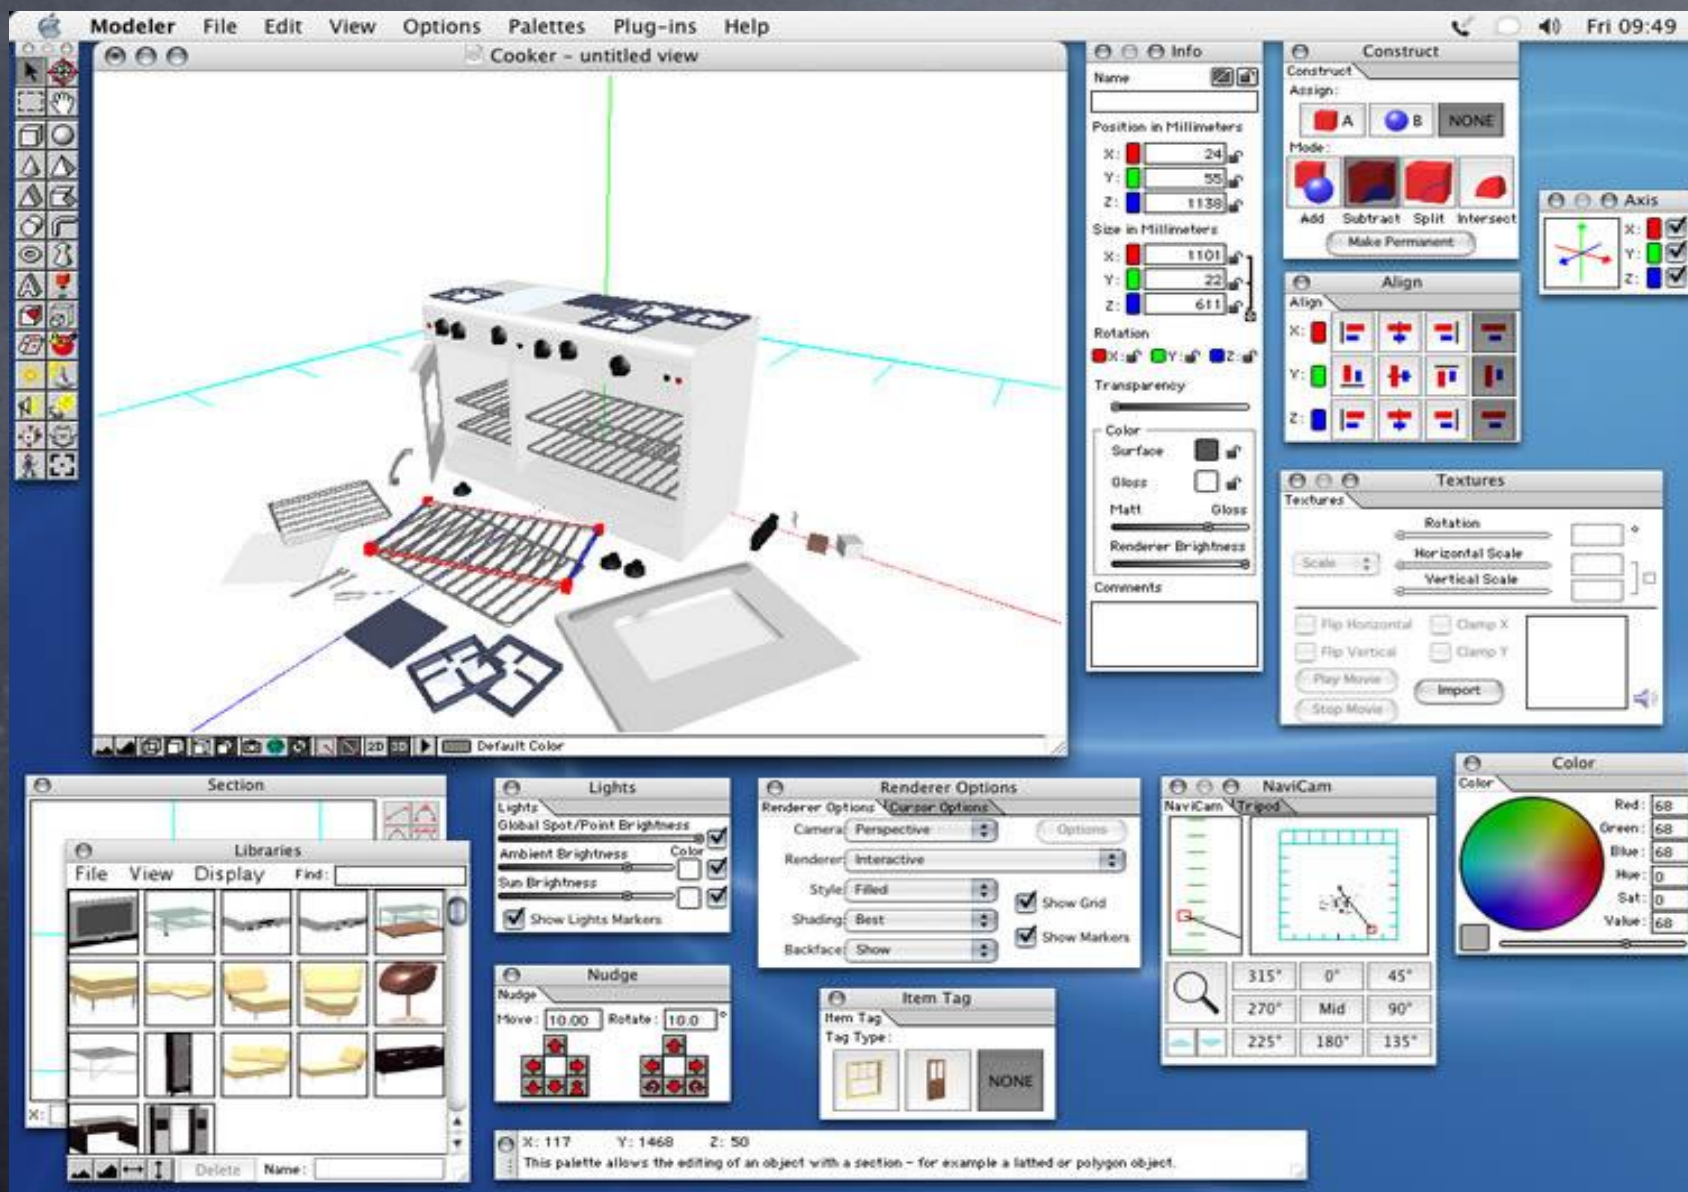 Modeler File Edit View Options Palettes Plug-ins Help Fri 09:49
Cooker - untitled view
2D 3D Default Color
Info
Name
Position in Millimeters
X: 24
Y: 55
Z: 1138
Size in Millimeters
X: 1101
Y: 22
Z: 611
Rotation
X: Y: Z:
Transparency
Color
Surface
Gloss
Matt Gloss
Renderer Brightness
Comments
Construct
Construct
Assign:
A B NONE
Mode:
Add Subtract Split Intersect
Make Permanent
Axis
X:
Y:
Z:
Align
Align
X:
Y:
Z:
Textures
Textures
Rotation
°
Scale
Horizontal Scale
Vertical Scale
Flip Horizontal Clamp X
Flip Vertical Clamp Y
Play Movie
Import
Stop Movie
Section
X:
Libraries
File View Display Find:
Delete Name:
Lights
Lights
Global Spot/Point Brightness
Ambient Brightness Color
Sun Brightness
Show Lights Markers
Nudge
Nudge
Move: 10.00 Rotate: 10.0 °
Renderer Options
Renderer Options Cursor Options
Camera: Perspective Options
Renderer: Interactive
Style: Filled
Show Grid
Shading: Best
Show Markers
Backface: Show
Item Tag
Item Tag
Tag Type:
NONE
NaviCam
NaviCam Tripod
315° 0° 45°
270° Mid 90°
225° 180° 135°
Color
Color
Red: 68
Green: 68
Blue: 68
Hue: 0
Sat: 0
Value: 68
X: 117 Y: 1468 Z: 50
This palette allows the editing of an object with a section - for example a lathed or polygon object.